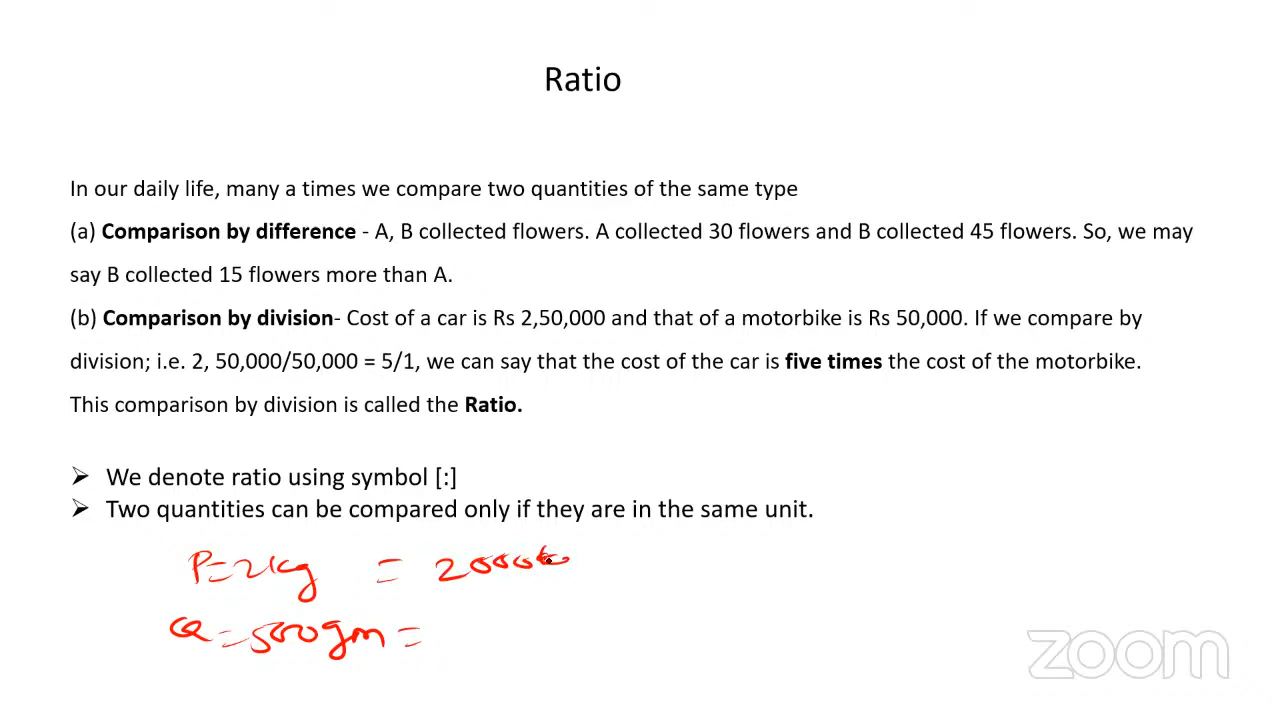 Ratio
In our daily life, many a times we compare two quantities of the same type
(a) Comparison by difference - A, B collected flowers. A collected 30 flowers and B collected 45 flowers. So, we may
say B collected 15 flowers more than A.
(b) Comparison by division- Cost of a car is Rs 2,50,000 and that of a motorbike is Rs 50,000. If we compare by
division; i.e. 2, 50,000/50,000 = 5/1, we can say that the cost of the car is five times the cost of the motorbike.
This comparison by division is called the Ratio.
➢ We denote ratio using symbol [:]
➢ Two quantities can be compared only if they are in the same unit.
P=2kg =
Q=500gm =
zoom